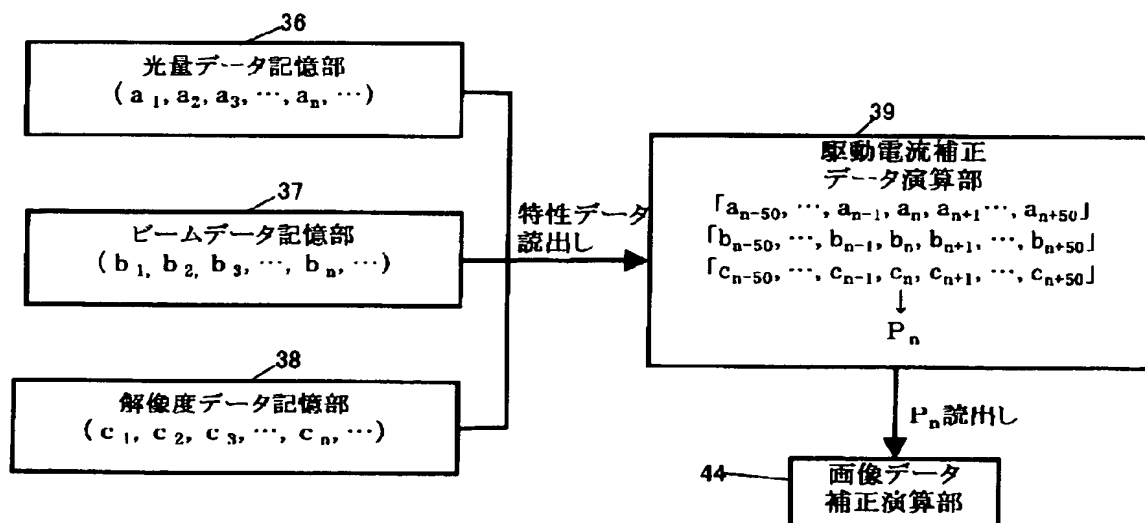 36
光量データ記憶部
(a₁, a₂, a₃, …, aₙ, …)
37
ビームデータ記憶部
(b₁, b₂, b₃, …, bₙ, …)
38
解像度データ記憶部
(c₁, c₂, c₃, …, cₙ, …)
特性データ
読出し
39
駆動電流補正
データ演算部
「aₙ₋₅₀, …, aₙ₋₁, aₙ, aₙ₊₁ …, aₙ₊₅₀」
「bₙ₋₅₀, …, bₙ₋₁, bₙ, bₙ₊₁, …, bₙ₊₅₀」
「cₙ₋₅₀, …, cₙ₋₁, cₙ, cₙ₊₁, …, cₙ₊₅₀」
↓
Pₙ
Pₙ 読出し
44
画像データ
補正演算部